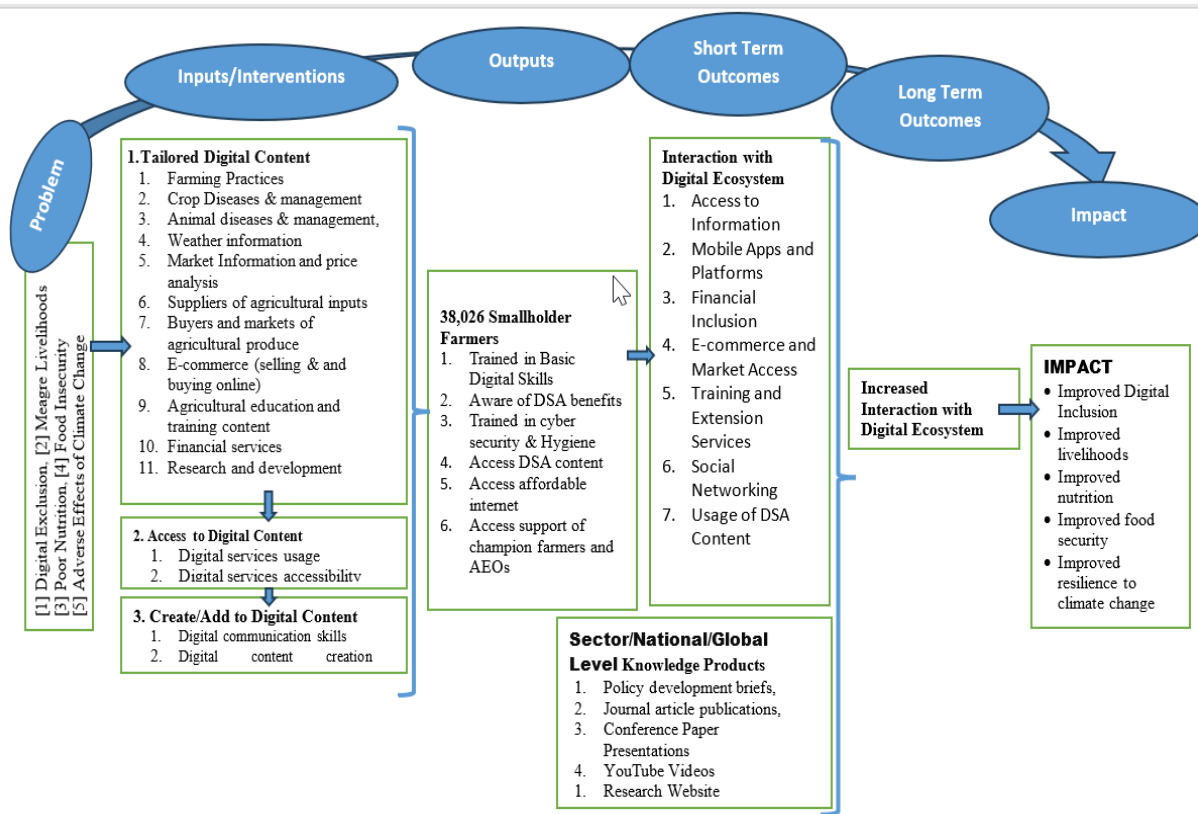 Problem
Inputs/Interventions
Outputs
Short Term
Outcomes
Long Term
Outcomes
Impact
[1] Digital Exclusion, [2] Meagre Livelihoods
[3] Poor Nutrition, [4] Food Insecurity
[5] Adverse Effects of Climate Change
1.Tailored Digital Content
1. Farming Practices
2. Crop Diseases & management
3. Animal diseases & management,
4. Weather information
5. Market Information and price
analysis
6. Suppliers of agricultural inputs
7. Buyers and markets of
agricultural produce
8. E-commerce (selling & and
buying online)
9. Agricultural education and
training content
10. Financial services
11. Research and development
2. Access to Digital Content
1. Digital services usage
2. Digital services accessibility
3. Create/Add to Digital Content
1. Digital communication skills
2. Digital content creation
38,026 Smallholder
Farmers
1. Trained in Basic
Digital Skills
2. Aware of DSA benefits
3. Trained in cyber
security & Hygiene
4. Access DSA content
5. Access affordable
internet
6. Access support of
champion farmers and
AEOs
Interaction with
Digital Ecosystem
1. Access to
Information
2. Mobile Apps and
Platforms
3. Financial
Inclusion
4. E-commerce and
Market Access
5. Training and
Extension
Services
6. Social
Networking
7. Usage of DSA
Content
Sector/National/Global
Level Knowledge Products
1. Policy development briefs,
2. Journal article publications,
3. Conference Paper
Presentations
4. YouTube Videos
1. Research Website
Increased
Interaction with
Digital Ecosystem
IMPACT
• Improved Digital
Inclusion
• Improved
livelihoods
• Improved
nutrition
• Improved food
security
• Improved
resilience to
climate change